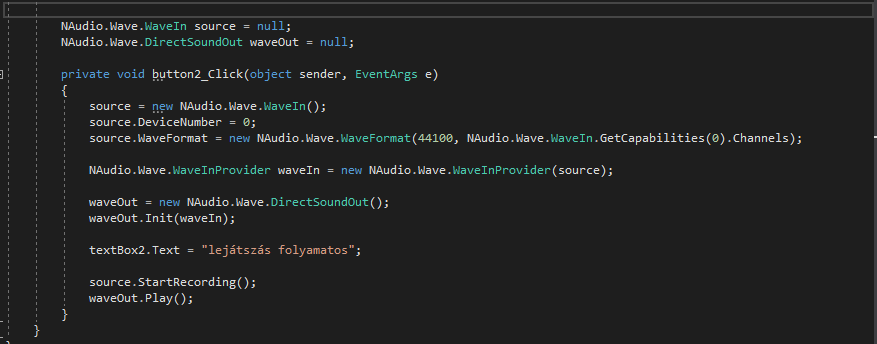 NAudio.Wave.WaveIn source = null;
NAudio.Wave.DirectSoundOut waveOut = null;
private void button2_Click(object sender, EventArgs e)
{
source = new NAudio.Wave.WaveIn();
source.DeviceNumber = 0;
source.WaveFormat = new NAudio.Wave.WaveFormat(44100, NAudio.Wave.WaveIn.GetCapabilities(0).Channels);
NAudio.Wave.WaveInProvider waveIn = new NAudio.Wave.WaveInProvider(source);
waveOut = new NAudio.Wave.DirectSoundOut();
waveOut.Init(waveIn);
textBox2.Text = "lejátszás folyamatos";
source.StartRecording();
waveOut.Play();
}
}